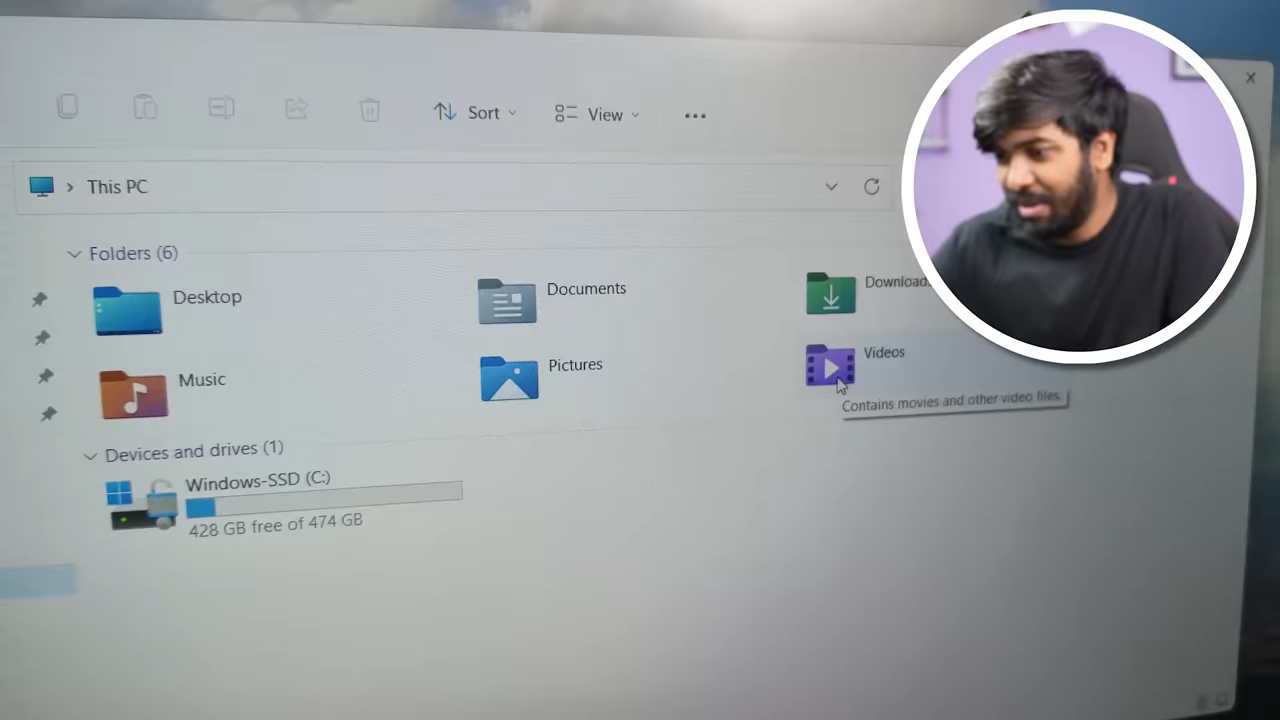 Sort
View
This PC
Folders (6)
Desktop
Documents
Download
Music
Pictures
Videos
Contains movies and other video files.
Devices and drives (1)
Windows-SSD (C:)
428 GB free of 474 GB